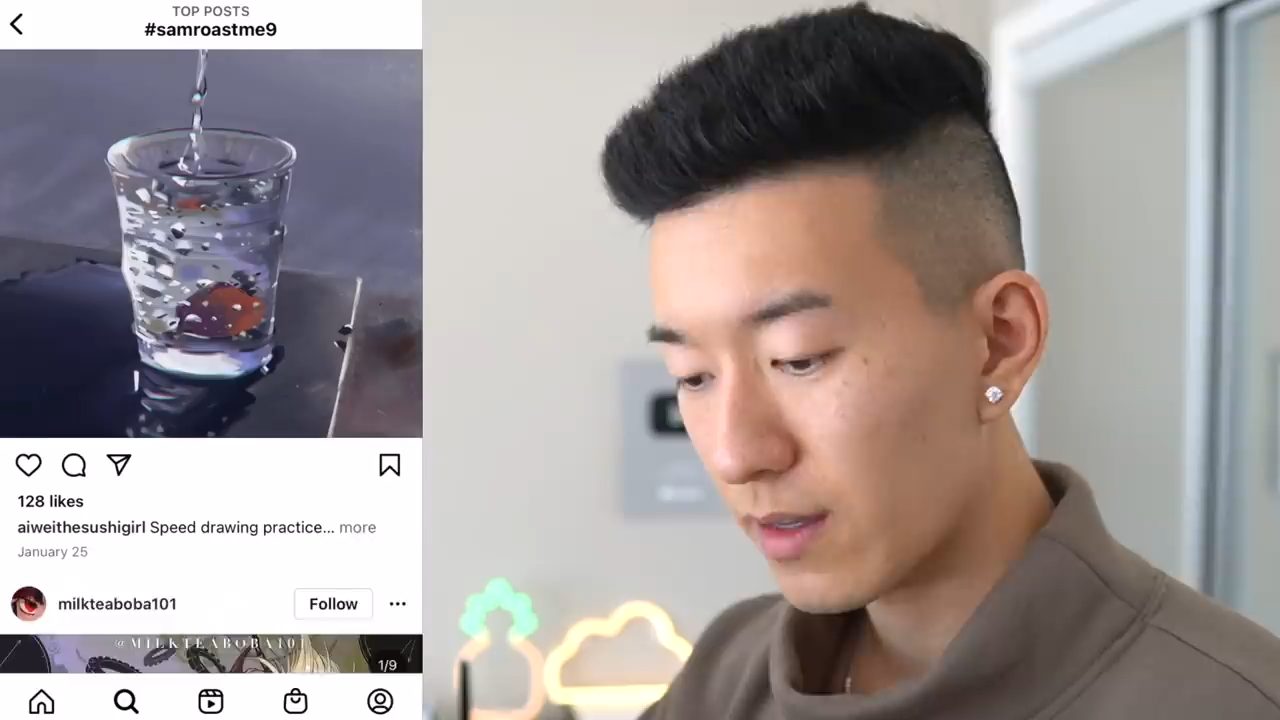 TOP POSTS
#samroastme9
128 likes
aiweithesushigirl Speed drawing practice... more
January 25
milkteaboba101
Follow
@MILKTEABOBA101
1/9